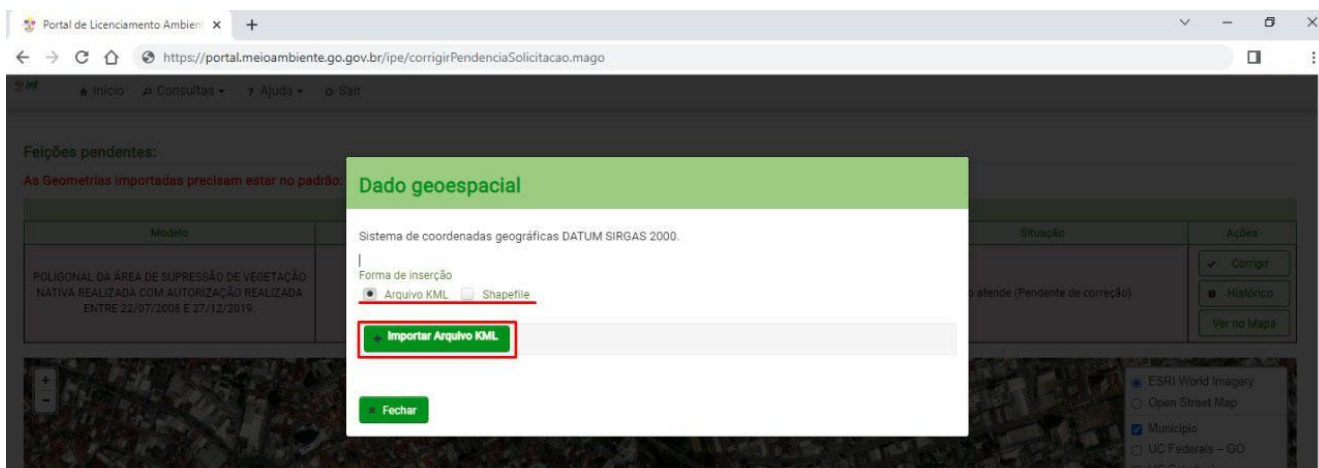 Portal de Licenciamento Ambien
https://portal.meioambiente.go.gov.br/ipe/corrigirPendenciaSolicitacao.mago
Início Consultas Ajuda Sair
Feições pendentes:
As Geometrias importadas precisam estar no padrão:
Dado geoespacial
Modelo
Situação
Ações
Sistema de coordenadas geográficas DATUM SIRGAS 2000.
POLIGONAL DA ÁREA DE SUPRESSÃO DE VEGETAÇÃO
NATIVA REALIZADA COM AUTORIZAÇÃO REALIZADA
ENTRE 22/07/2008 E 27/12/2019.
Forma de inserção
Arquivo KML Shapefile
atende (Pendente de correção)
Corrigir
Histórico
Ver no Mapa
Importar Arquivo KML
Fechar
+
-
ESRI World Imagery
Open Street Map
Município
UC Federais – GO